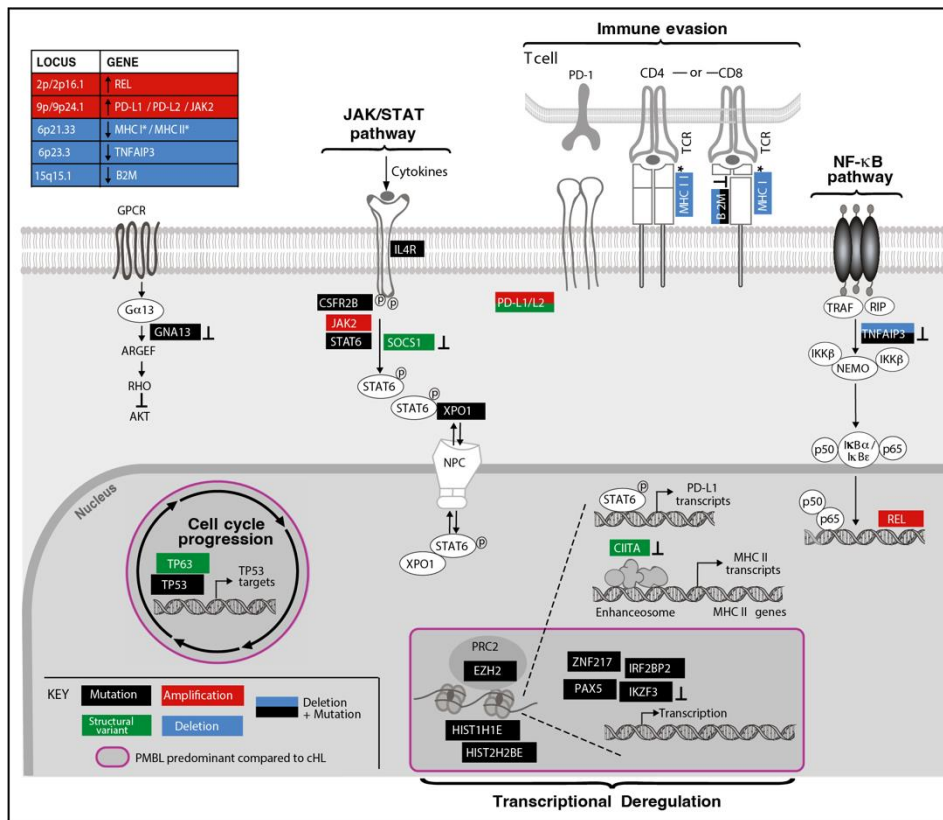 Immune evasion
LOCUS GENE
2p/2p16.1 ↑ REL
9p/9p24.1 ↑ PD-L1 / PD-L2 / JAK2
6p21.33 ↓ MHC I* / MHC II*
6p23.3 ↓ TNFAIP3
15q15.1 ↓ B2M
T cell
PD-1
CD4 — or — CD8
TCR
TCR
*
*
MHC I I
B2M
MHC I
JAK/STAT
pathway
Cytokines
NF-κB
pathway
GPCR
IL4R
Gα13
GNA13
ARGEF
RHO
AKT
CSFR2B
P
P
JAK2
STAT6
SOCS1
P
STAT6
P
STAT6
XPO1
NPC
PD-L1/L2
TRAF
RIP
TNFAIP3
IKKβ
IKKβ
NEMO
p50
IκBα/
IκBε
p65
Nucleus
Cell cycle
progression
TP63
TP53
TP53
targets
STAT6
P
XPO1
P
STAT6
PD-L1
transcripts
CIITA
MHC II
transcripts
Enhanceosome
MHC II genes
p50
p65
REL
PRC2
EZH2
HIST1H1E
HIST2H2BE
ZNF217
IRF2BP2
PAX5
IKZF3
Transcription
KEY
Mutation
Amplification
Deletion
+ Mutation
Structural
variant
Deletion
PMBL predominant compared to cHL
Transcriptional Deregulation